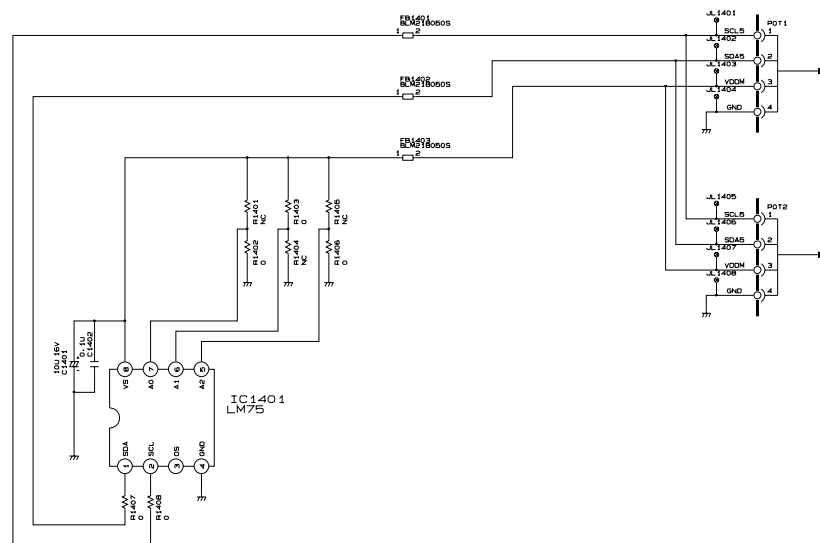 FB1401
BLM21B050S
1 2
JL1401
POT1
SCL5
1
JL1402
SDA5
2
JL1403
VDDM
3
JL1404
GND
4
FB1402
BLM21B050S
1 2
FB1403
BLM21B050S
1 2
R1401
NC
R1403
0
R1405
NC
R1402
0
R1404
NC
R1406
0
JL1405
POT2
SCL5
1
JL1406
SDA5
2
JL1407
VDDM
3
JL1408
GND
4
10U 16V
C1401
+
-
0.1U
C1402
8
7
6
5
VS
A0
A1
A2
IC1401
LM75
SDA
SCL
OS
GND
1
2
3
4
R1407
0
R1408
0